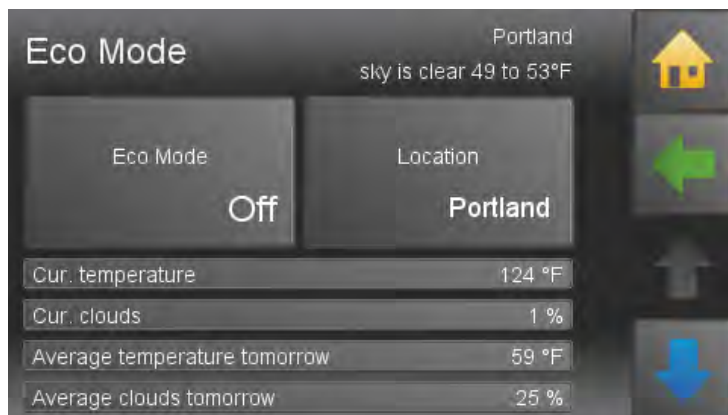 Eco Mode
Portland
sky is clear 49 to 53°F
Eco Mode
Off
Location
Portland
Cur. temperature 124 °F
Cur. clouds 1 %
Average temperature tomorrow 59 °F
Average clouds tomorrow 25 %